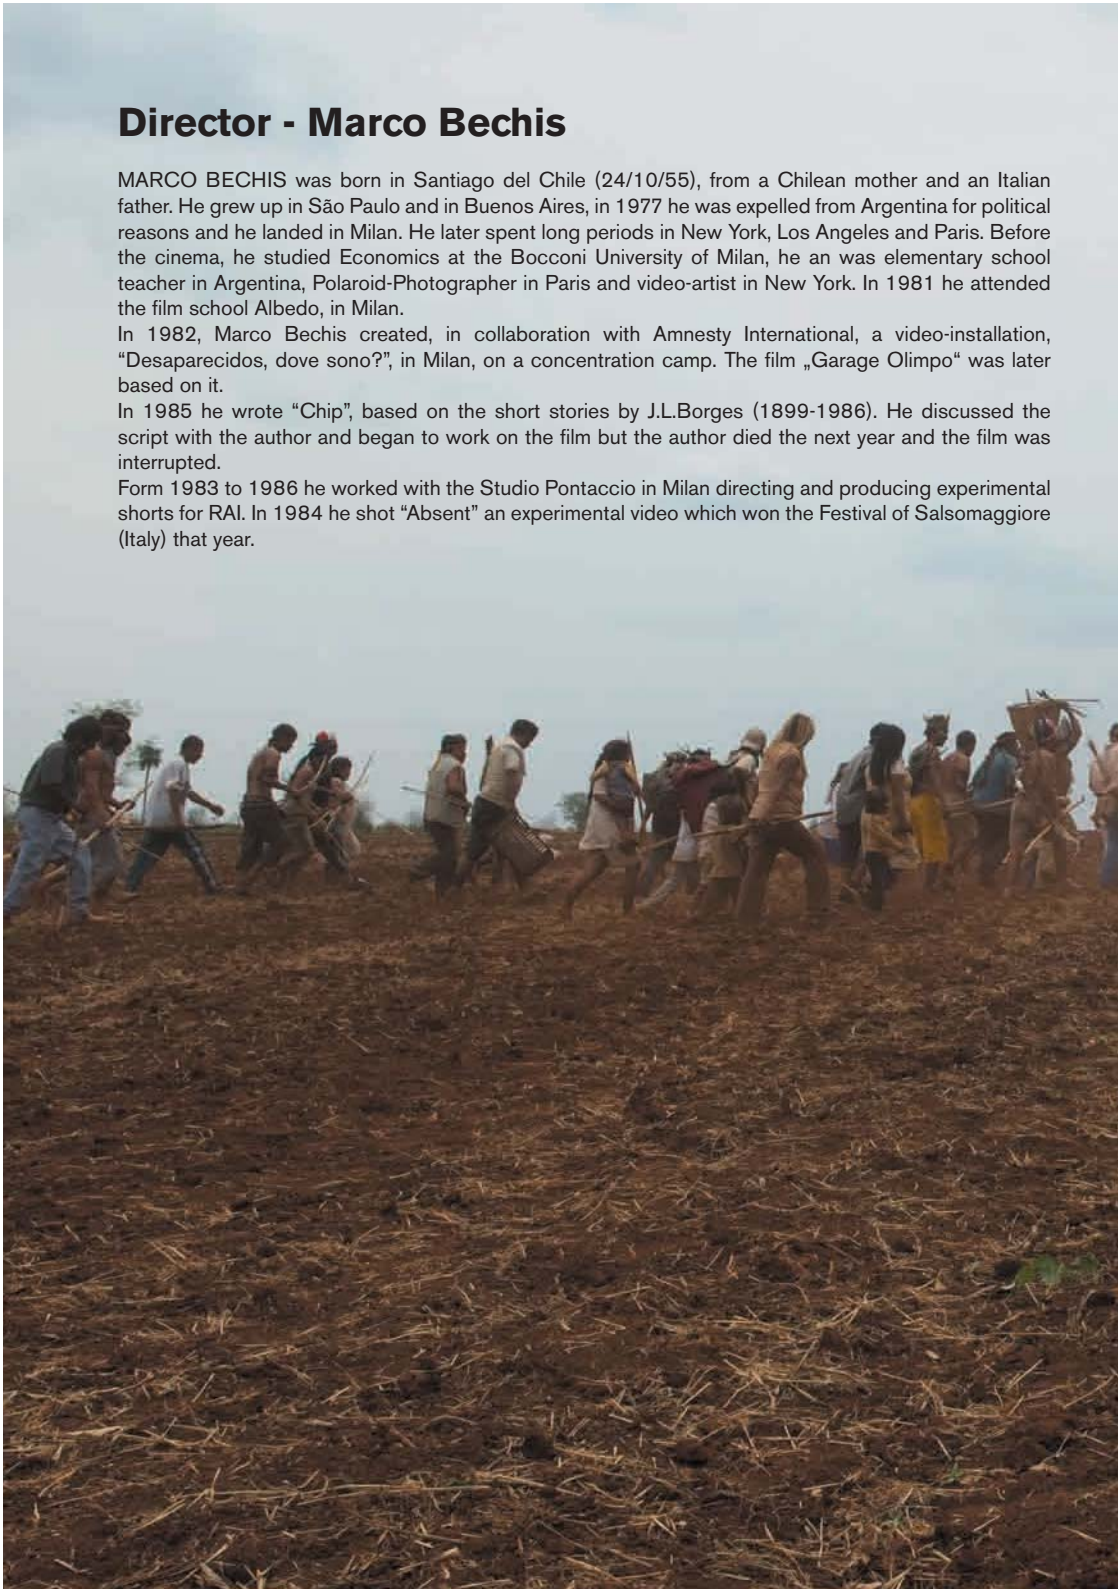 Director - Marco Bechis
MARCO BECHIS was born in Santiago del Chile (24/10/55), from a Chilean mother and an Italian
father. He grew up in São Paulo and in Buenos Aires, in 1977 he was expelled from Argentina for political
reasons and he landed in Milan. He later spent long periods in New York, Los Angeles and Paris. Before
the cinema, he studied Economics at the Bocconi University of Milan, he an was elementary school
teacher in Argentina, Polaroid-Photographer in Paris and video-artist in New York. In 1981 he attended
the film school Albedo, in Milan.
In 1982, Marco Bechis created, in collaboration with Amnesty International, a video-installation,
“Desaparecidos, dove sono?”, in Milan, on a concentration camp. The film „Garage Olimpo“ was later
based on it.
In 1985 he wrote “Chip”, based on the short stories by J.L.Borges (1899-1986). He discussed the
script with the author and began to work on the film but the author died the next year and the film was
interrupted.
Form 1983 to 1986 he worked with the Studio Pontaccio in Milan directing and producing experimental
shorts for RAI. In 1984 he shot “Absent” an experimental video which won the Festival of Salsomaggiore
(Italy) that year.